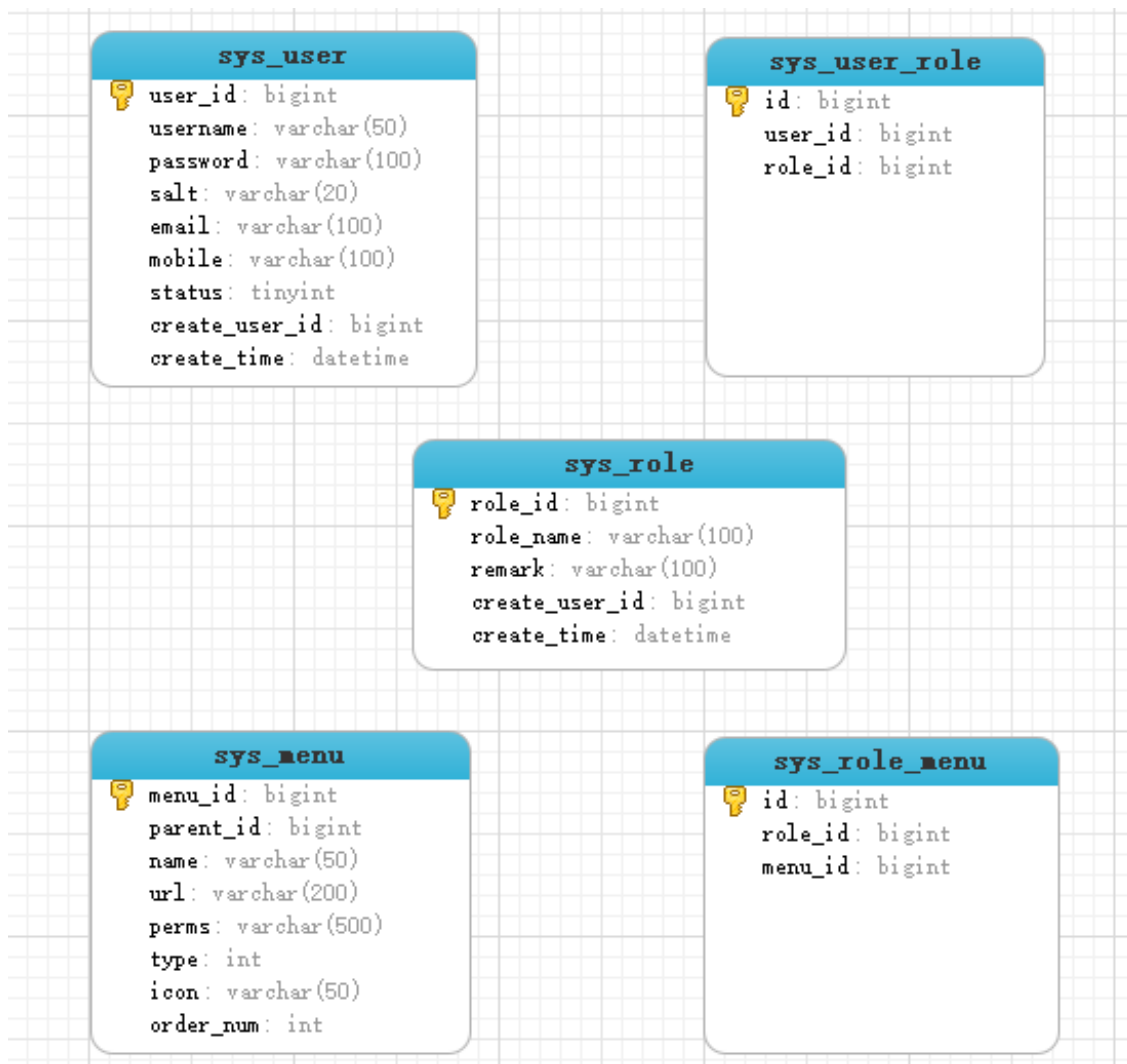 sys_user
user_id: bigint
username: varchar(50)
password: varchar(100)
salt: varchar(20)
email: varchar(100)
mobile: varchar(100)
status: tinyint
create_user_id: bigint
create_time: datetime
sys_user_role
id: bigint
user_id: bigint
role_id: bigint
sys_role
role_id: bigint
role_name: varchar(100)
remark: varchar(100)
create_user_id: bigint
create_time: datetime
sys_menu
menu_id: bigint
parent_id: bigint
name: varchar(50)
url: varchar(200)
perms: varchar(500)
type: int
icon: varchar(50)
order_num: int
sys_role_menu
id: bigint
role_id: bigint
menu_id: bigint